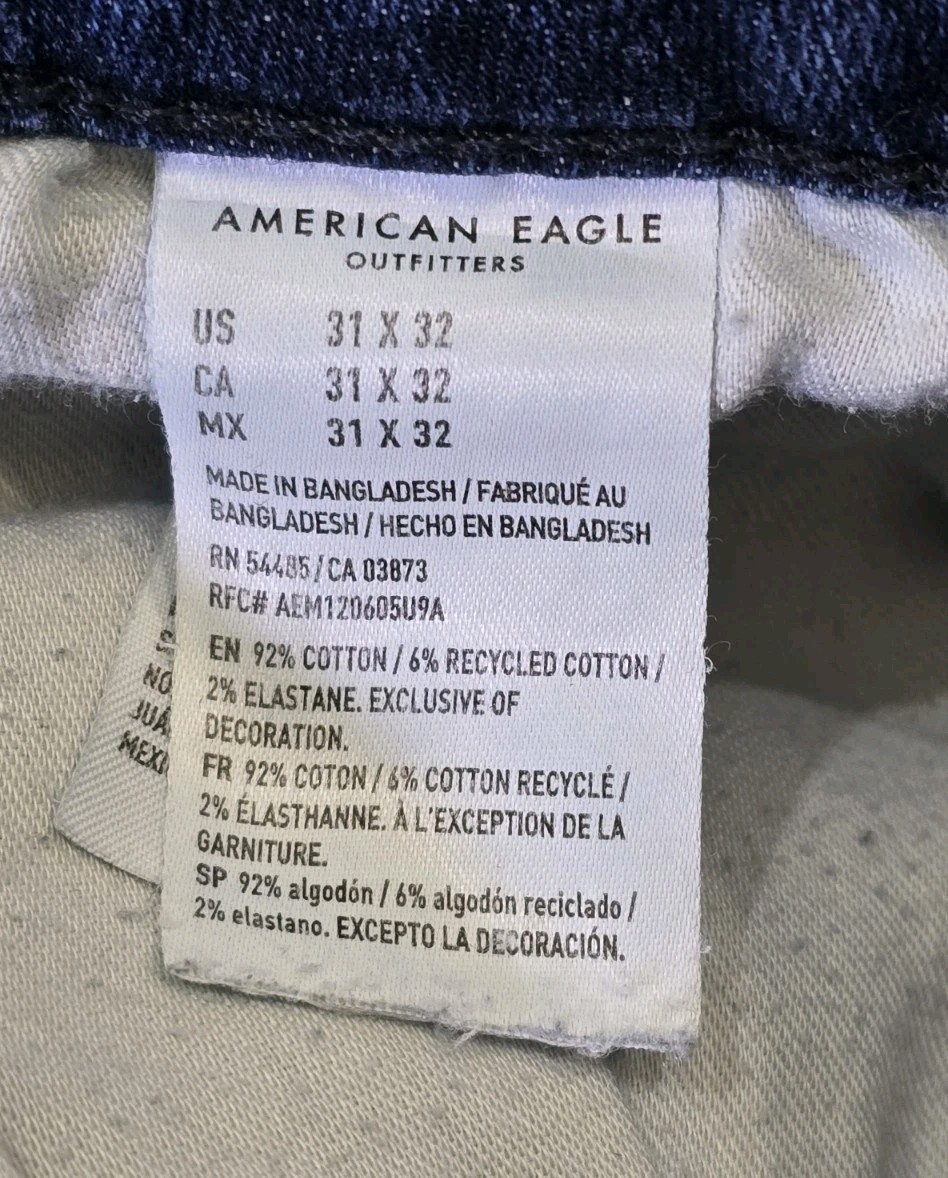 AMERICAN EAGLE
OUTFITTERS
US 31 X 32
CA 31 X 32
MX 31 X 32
MADE IN BANGLADESH / FABRIQUÉ AU
BANGLADESH / HECHO EN BANGLADESH
RN 54485 / CA 03873
RFC# AEM120605U9A
EN 92% COTTON / 6% RECYCLED COTTON /
2% ELASTANE. EXCLUSIVE OF
DECORATION.
FR 92% COTON / 6% COTTON RECYCLÉ /
2% ÉLASTHANNE. À L'EXCEPTION DE LA
GARNITURE.
SP 92% algodón / 6% algodón reciclado /
2% elastano. EXCEPTO LA DECORACIÓN.
NO
JUÁ
MEXI